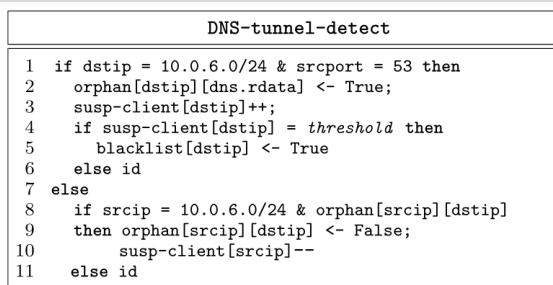 DNS-tunnel-detect
1 if dstip = 10.0.6.0/24 & srcport = 53 then
2 orphan[dstip][dns.rdata] <- True;
3 susp-client[dstip]++;
4 if susp-client[dstip] = threshold then
5 blacklist[dstip] <- True
6 else id
7 else
8 if srcip = 10.0.6.0/24 & orphan[srcip][dstip]
9 then orphan[srcip][dstip] <- False;
10 susp-client[srcip]--
11 else id